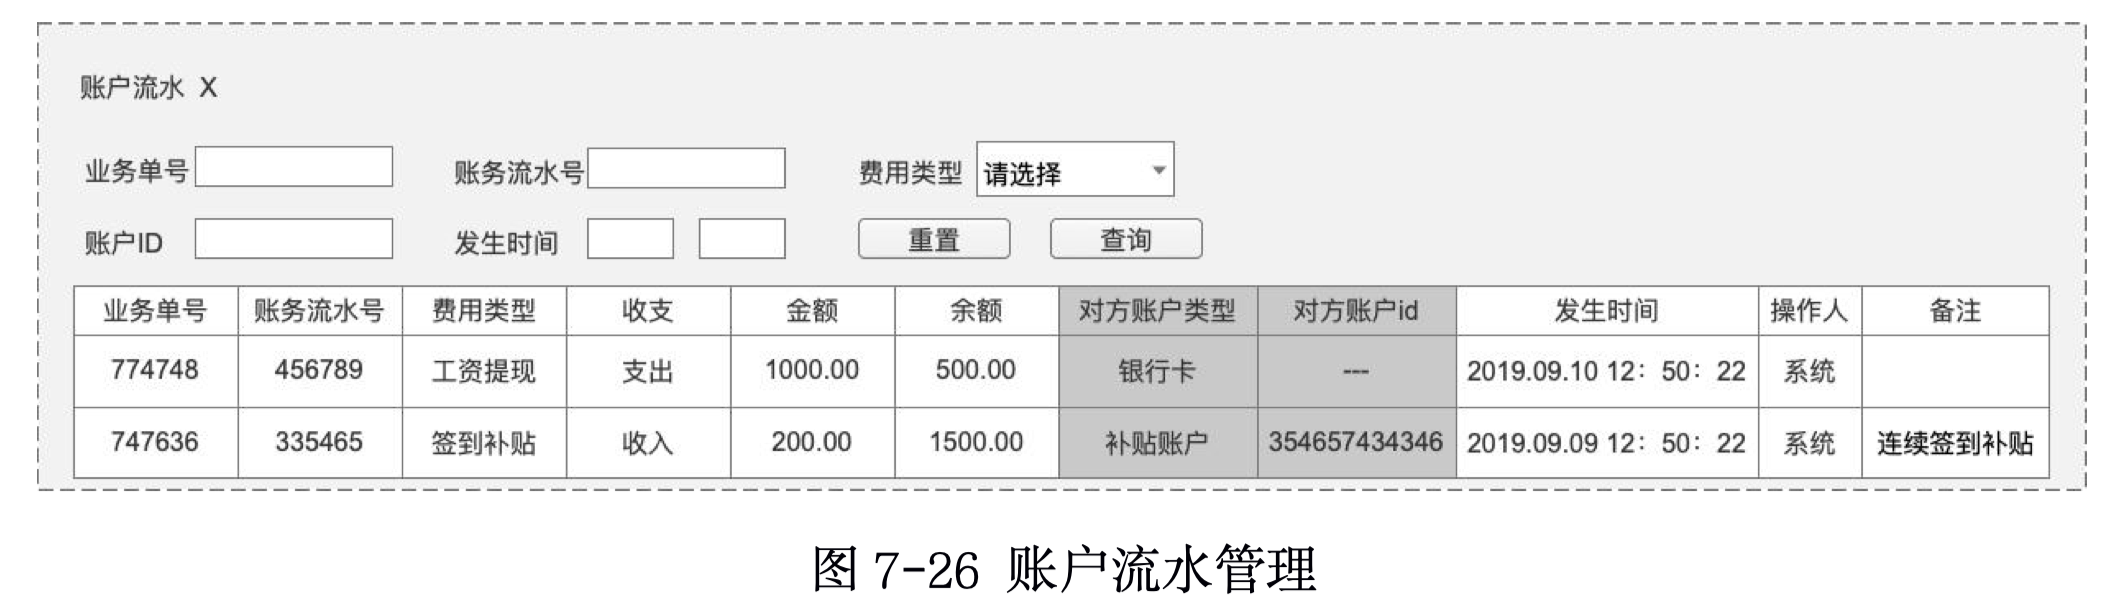 账户流水 X
业务单号 账务流水号 费用类型 请选择
账户ID 发生时间 重置 查询
业务单号 账务流水号 费用类型 收支 金额 余额 对方账户类型 对方账户id 发生时间 操作人 备注
774748 456789 工资提现 支出 1000.00 500.00 银行卡 --- 2019.09.10 12：50：22 系统
747636 335465 签到补贴 收入 200.00 1500.00 补贴账户 354657434346 2019.09.09 12：50：22 系统 连续签到补贴
图 7-26 账户流水管理